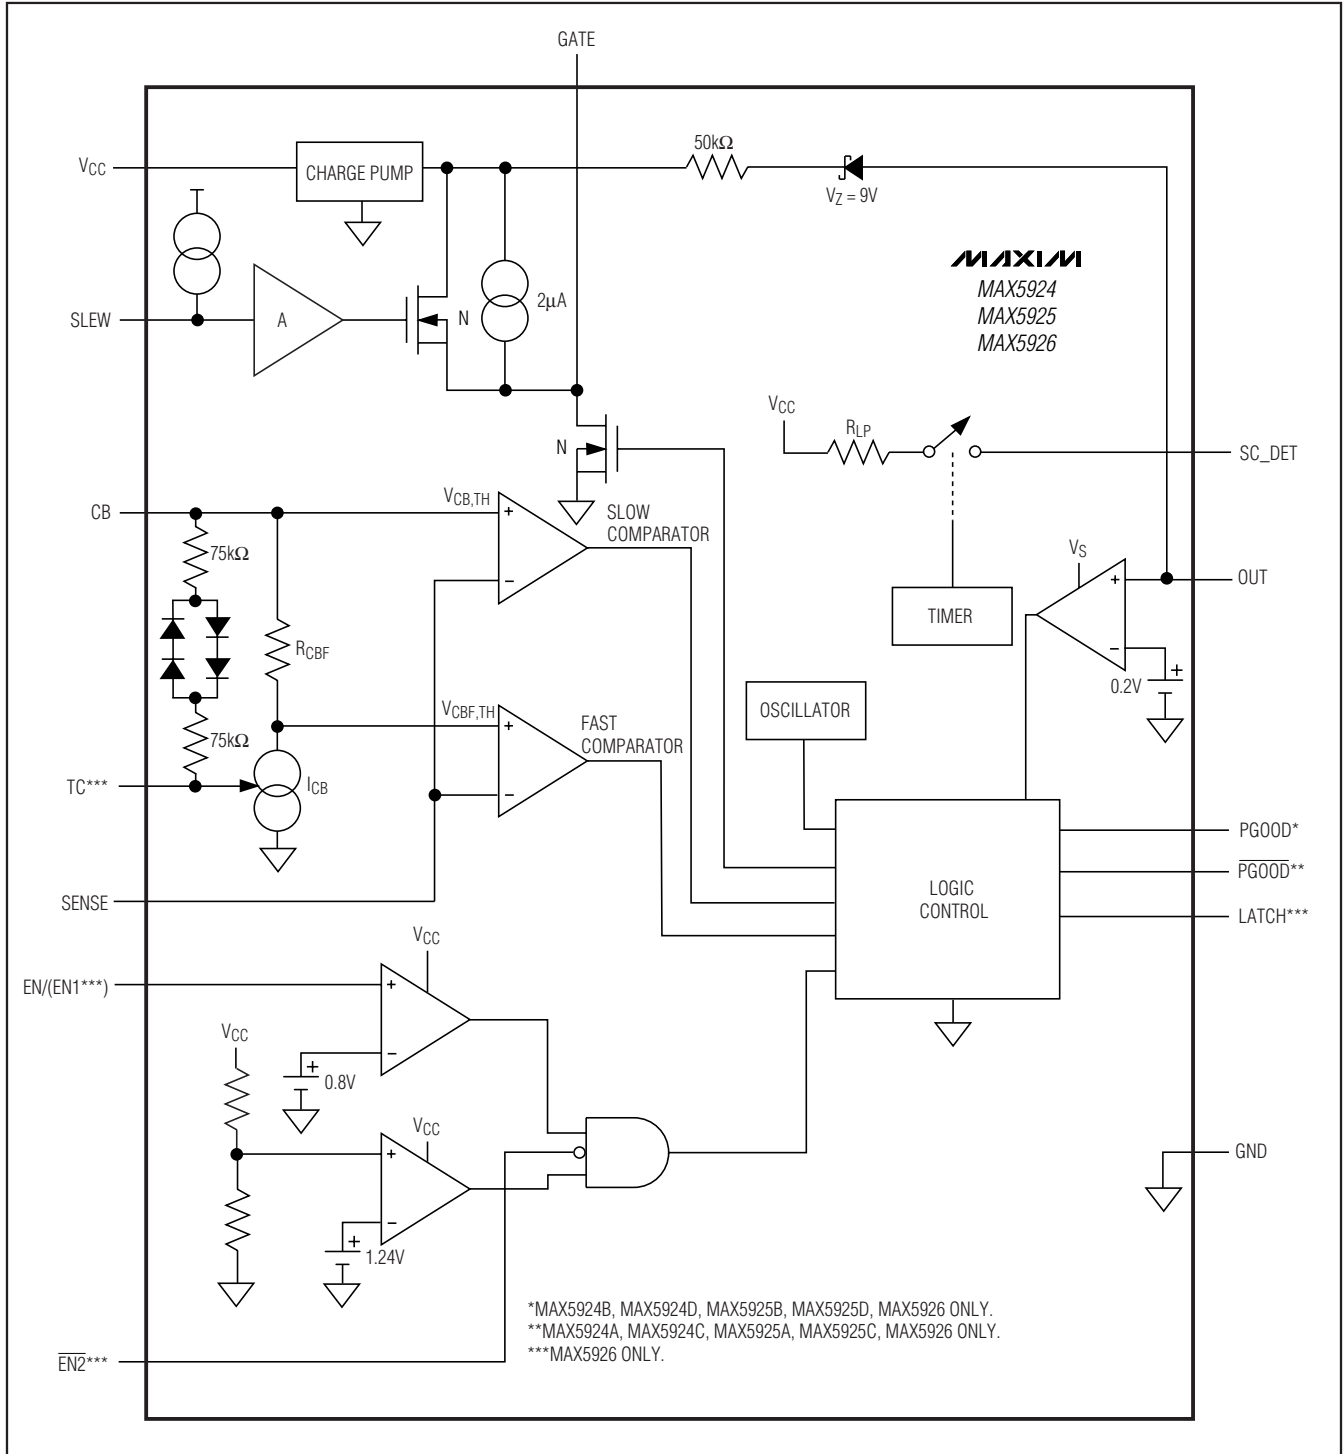 GATE
VCC
CHARGE PUMP
50kΩ
VZ = 9V
MAXIM
MAX5924
MAX5925
MAX5926
SLEW
A
N
2µA
VCC
RLP
SC_DET
N
CB
VCB,TH
+
−
SLOW
COMPARATOR
75kΩ
RCBF
VS
+
−
OUT
TIMER
0.2V
+
OSCILLATOR
VCBF,TH
+
−
FAST
COMPARATOR
75kΩ
TC***
ICB
PGOOD*
PGOOD**
LATCH***
LOGIC
CONTROL
SENSE
VCC
EN/(EN1***)
+
−
VCC
+
0.8V
VCC
+
−
GND
+
1.24V
*MAX5924B, MAX5924D, MAX5925B, MAX5925D, MAX5926 ONLY.
**MAX5924A, MAX5924C, MAX5925A, MAX5925C, MAX5926 ONLY.
***MAX5926 ONLY.
EN2***